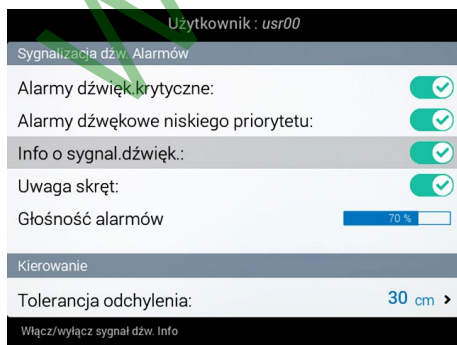 Użytkownik : usr00
Sygnalizacja dźw. Alarmów
Alarmy dźwięk.krytyczne:
Alarmy dźwękowe niskiego priorytetu:
Info o sygnal.dźwięk.:
Uwaga skręt:
Głośność alarmów 70 %
Kierowanie
Tolerancja odchylenia: 30 cm >
Włącz/wyłącz sygnał dźw. Info